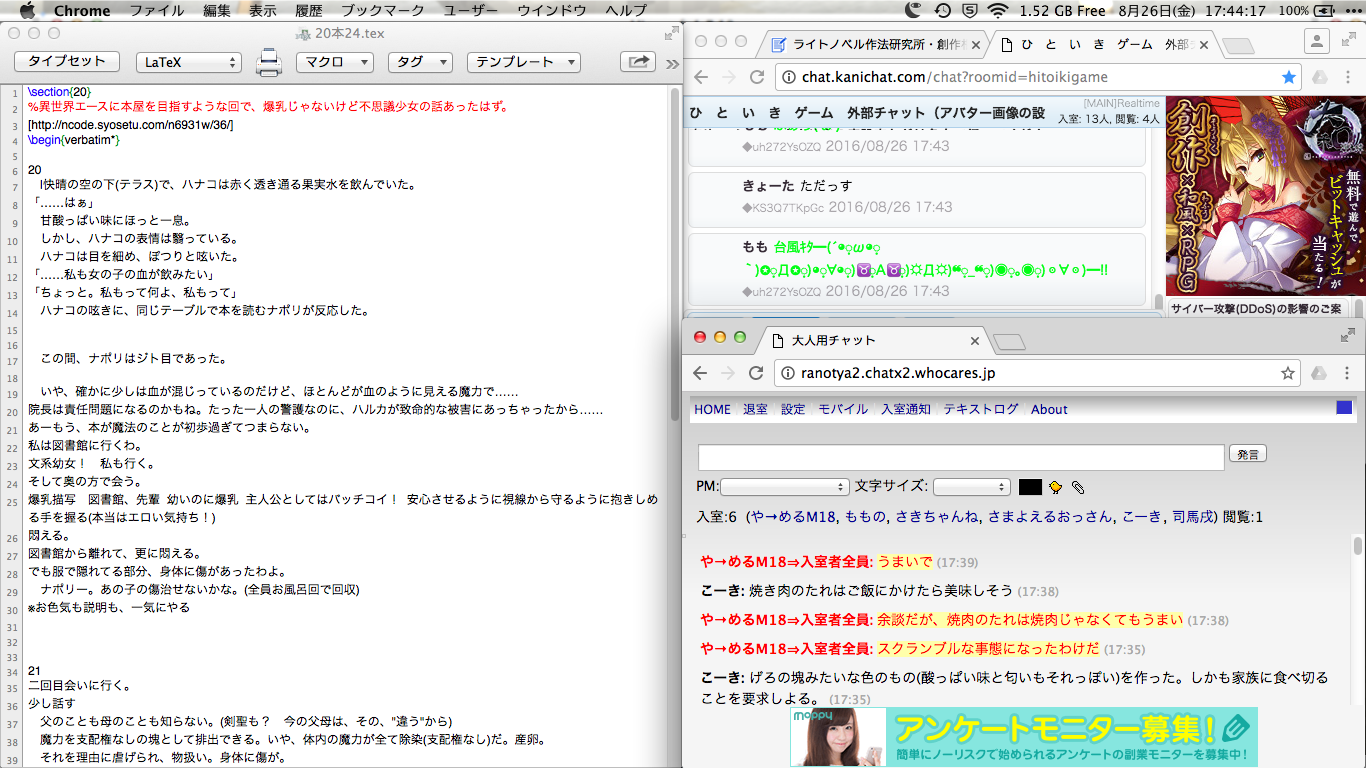 Chrome ファイル 編集 表示 履歴 ブックマーク ユーザー ウインドウ ヘルプ 1.52 GB Free 8月26日(金) 17:44:17 100%
20本24.tex
タイプセット LaTeX マクロ タグ テンプレート
1 \section{20}
2 %異世界エースに本屋を目指すような回で、爆乳じゃないけど不思議少女の話あったはず。
3 [http://ncode.syosetu.com/n6931w/36/]
4 \begin{verbatim*}
5
6 20
7 I快晴の空の下(テラス)で、ハナコは赤く透き通る果実水を飲んでいた。
8 「……はぁ」
9 甘酸っぱい味にほっと一息。
10 しかし、ハナコの表情は翳っている。
11 ハナコは目を細め、ぽつりと呟いた。
12 「……私も女の子の血が飲みたい」
13 「ちょっと。私もって何よ、私もって」
14 ハナコの呟きに、同じテーブルで本を読むナポリが反応した。
15
16
17 この間、ナポリはジト目であった。
18
19 いや、確かに少しは血が混じっているのだけど、ほとんどが血のように見える魔力で……
20 院長は責任問題になるのかもね。たった一人の警護なのに、ハルカが致命的な被害にあっちゃったから……
21 あーもう、本が魔法のことが初歩過ぎてつまらない。
22 私は図書館に行くわ。
23 文系幼女！　私も行く。
24 そして奥の方で会う。
25 爆乳描写　図書館、先輩 幼いのに爆乳 主人公としてはバッチコイ！ 安心させるように視線から守るように抱きしめ
る手を握る(本当はエロい気持ち！)
26 悶える。
27 図書館から離れて、更に悶える。
28 でも服で隠れてる部分、身体に傷があったわよ。
29 ナポリー。あの子の傷治せないかな。(全員お風呂回で回収)
30 ※お色気も説明も、一気にやる
31
32
33
34 21
35 二回目会いに行く。
36 少し話す
37 父のことも母のことも知らない。(剣聖も？　今の父母は、その、"違う"から)
38 魔力を支配権なしの塊として排出できる。いや、体内の魔力が全て除染(支配権なし)だ。産卵。
39 それを理由に虐げられ、物扱い。身体に傷が。
ライトノベル作法研究所・創作
ひ と い き ゲーム 外部
chat.kanichat.com/chat?roomid=hitoikigame
ひ と い き ゲーム 外部チャット（アバター画像の設
[MAIN]Realtime
入室: 13人, 閲覧: 4人
◆uh272YsOZQ 2016/08/26 17:43
きょーた ただっす
◆KS3Q7TKpGc 2016/08/26 17:43
もも 台風ｷﾀ━
◆uh272YsOZQ 2016/08/26 17:43
創作×和風×RPG
無料で遊んで
ビットキャッシュが
当たる！
サイバー攻撃(DDoS)の影響のご案
大人用チャット
ranotya2.chatx2.whocares.jp
HOME 退室 設定 モバイル 入室通知 テキストログ About
発言
PM: 文字サイズ:
入室:6 (や→めるM18, ももの, さきちゃんね, さまよえるおっさん, こーき, 司馬戌) 閲覧:1
や→めるM18⇒入室者全員: うまいで (17:39)
こーき: 焼き肉のたれはご飯にかけたら美味しそう (17:38)
や→めるM18⇒入室者全員: 余談だが、焼肉のたれは焼肉じゃなくてもうまい (17:38)
や→めるM18⇒入室者全員: スクランブルな事態になったわけだ (17:35)
こーき: げろの塊みたいな色のもの(酸っぱい味と匂いもそれっぽい)を作った。しかも家族に食べ切る
ことを要求しよる。 (17:35)
moppy
アンケートモニター募集！
簡単にノーリスクで始められるアンケートの副業モニターを募集中！